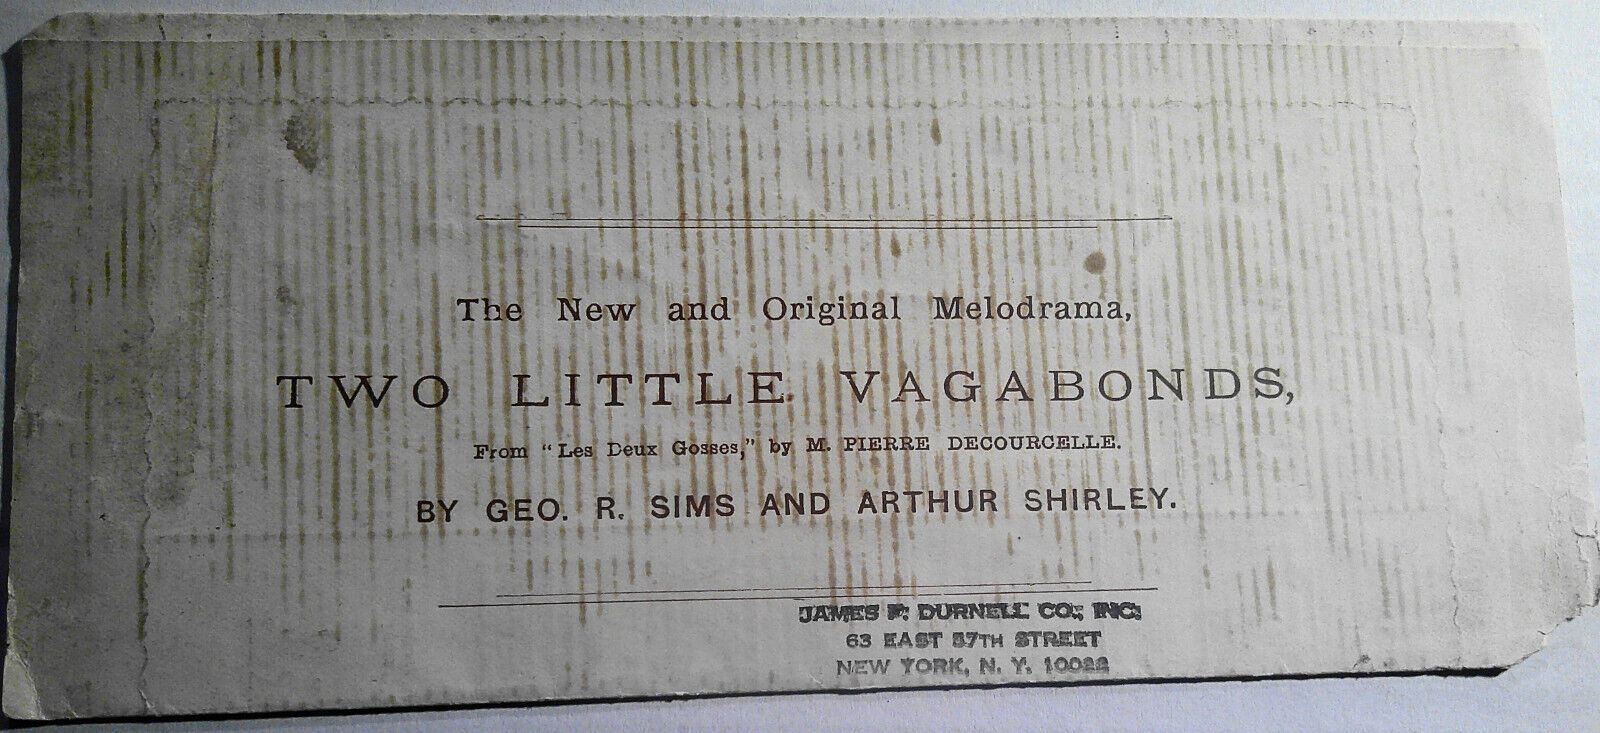 The New and Original Melodrama,
TWO LITTLE VAGABONDS,
From "Les Deux Gosses," by M. PIERRE DECOURCELLE.
BY GEO. R. SIMS AND ARTHUR SHIRLEY.
JAMES F. DURNELL CO., INC.
63 EAST 57TH STREET
NEW YORK, N. Y. 10022